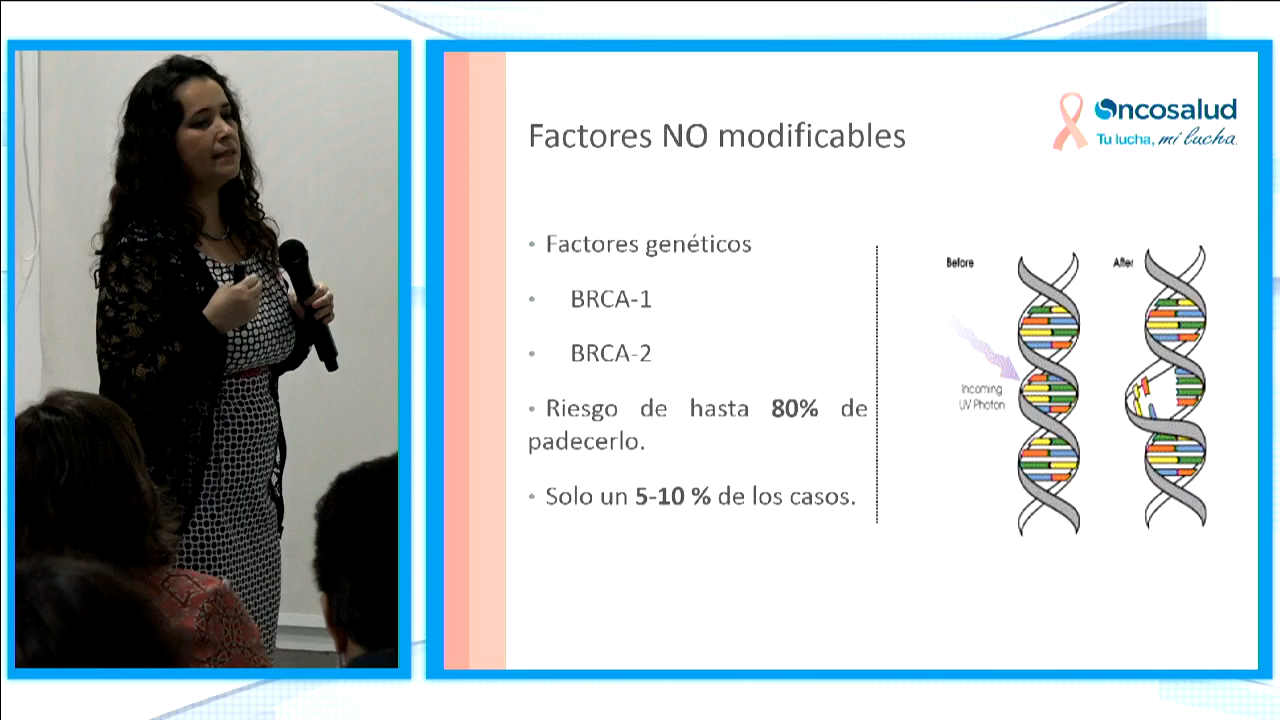 Factores NO modificables
Oncosalud
Tu lucha, mi lucha.
• Factores genéticos
• BRCA-1
• BRCA-2
• Riesgo de hasta 80% de
padecerlo.
• Solo un 5-10 % de los casos.
Before
After
Incoming
UV Photon